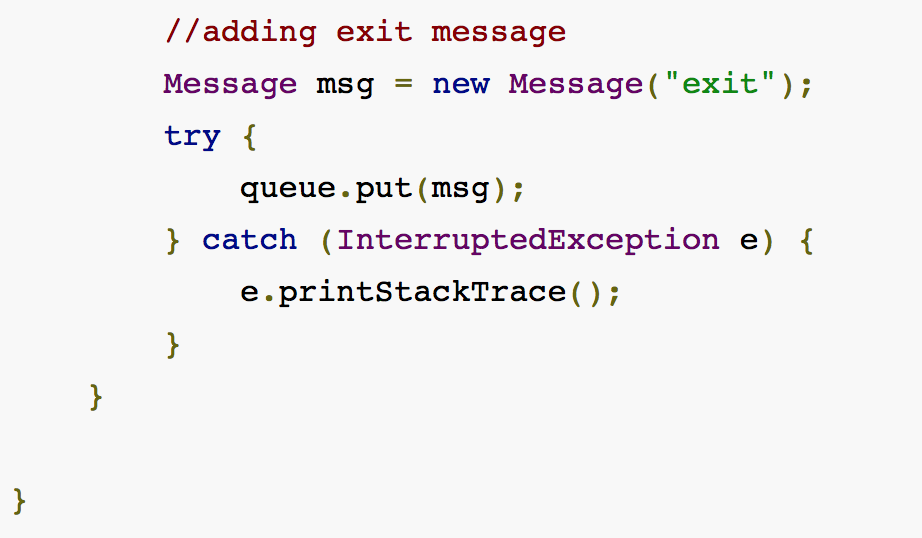 //adding exit message
Message msg = new Message("exit");
try {
queue.put(msg);
} catch (InterruptedException e) {
e.printStackTrace();
}
}
}